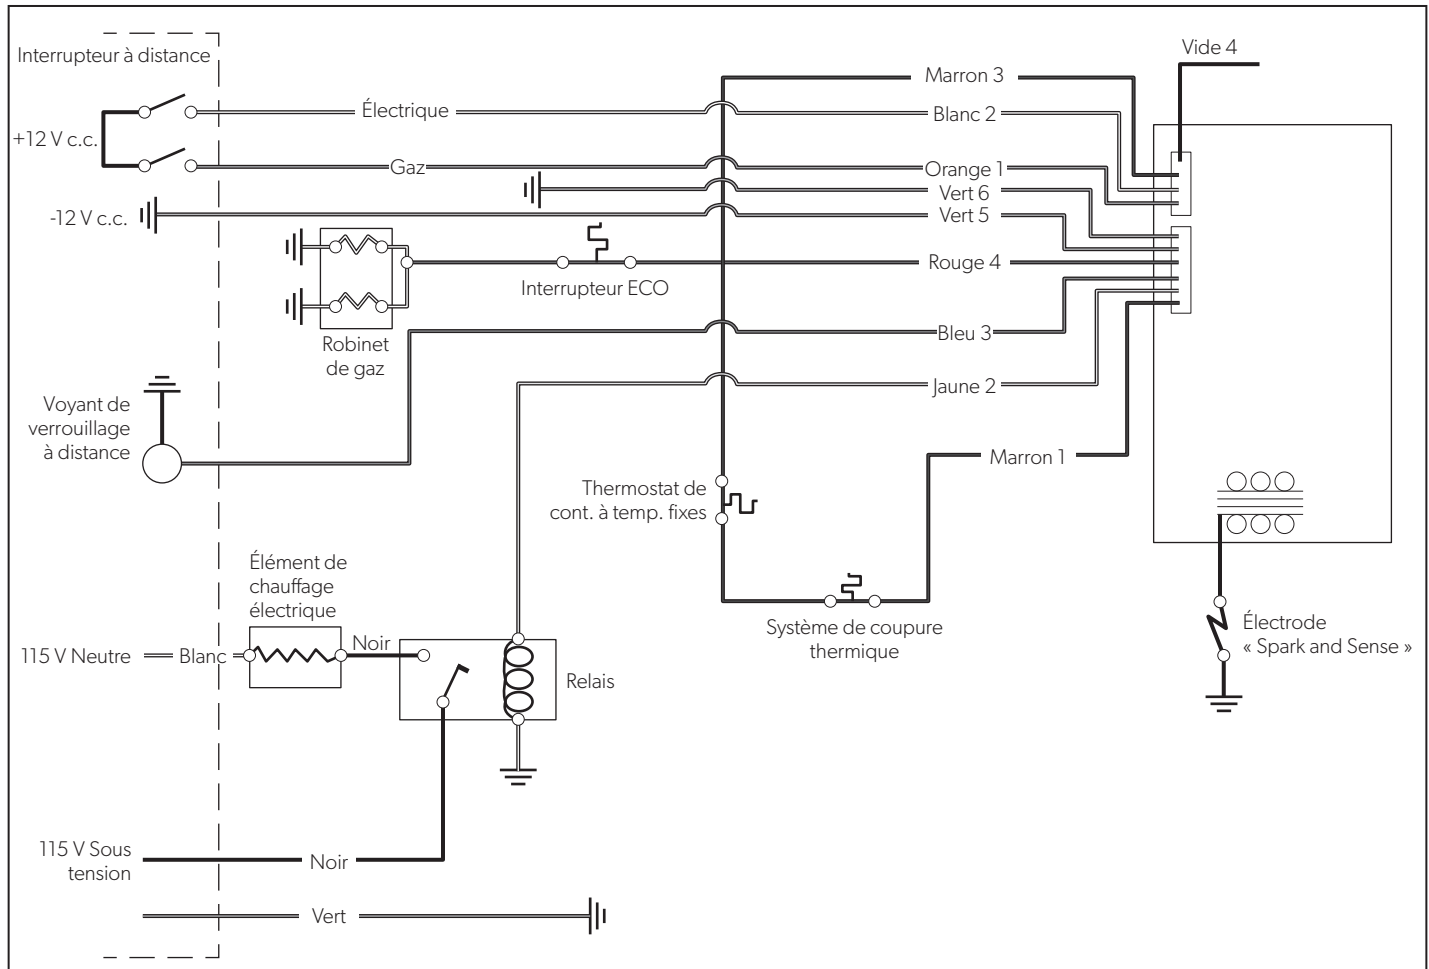 Interrupteur à distance
Vide 4
Marron 3
Électrique
Blanc 2
+12 V c.c.
Gaz
Orange 1
Vert 6
-12 V c.c.
Vert 5
Rouge 4
Interrupteur ECO
Robinet
de gaz
Bleu 3
Jaune 2
Voyant de
verrouillage
à distance
Marron 1
Thermostat de
cont. à temp. fixes
Élément de
chauffage
électrique
Système de coupure
thermique
Électrode
« Spark and Sense »
115 V Neutre
Blanc
Noir
Relais
115 V Sous
tension
Noir
Vert